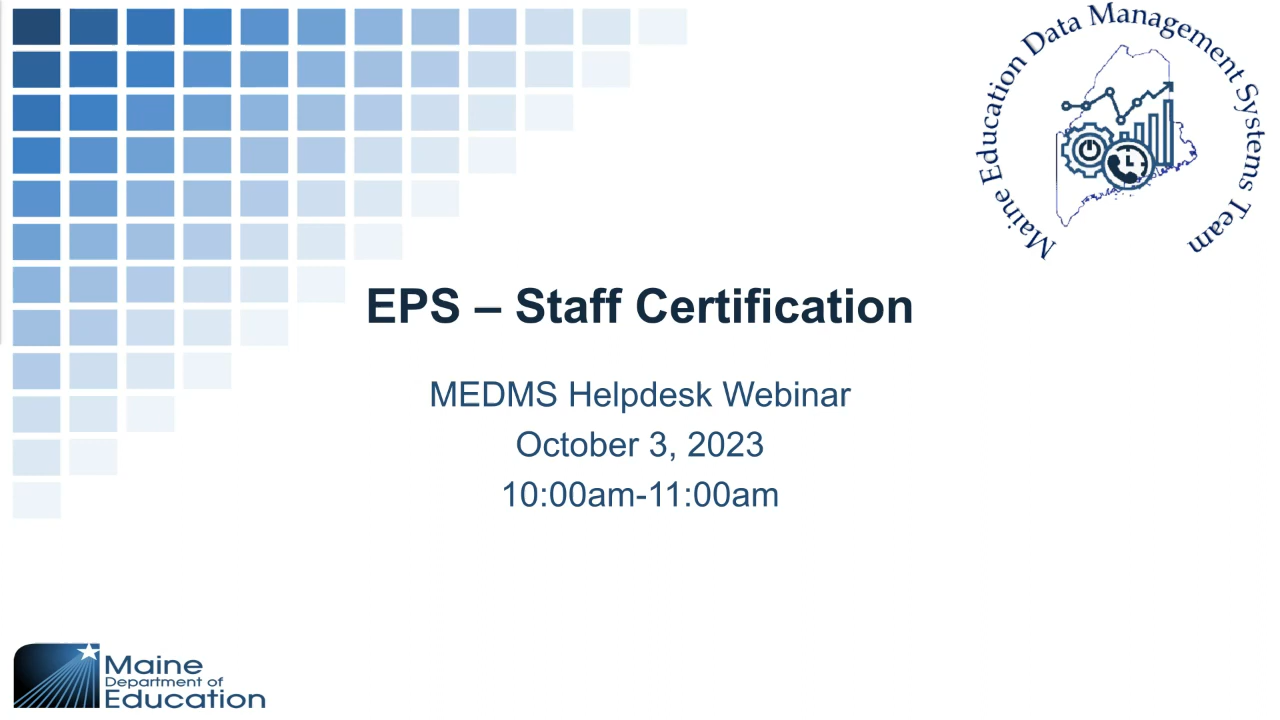 Maine Education Data Management Systems Team
EPS – Staff Certification
MEDMS Helpdesk Webinar
October 3, 2023
10:00am-11:00am
Maine
Department of
Education